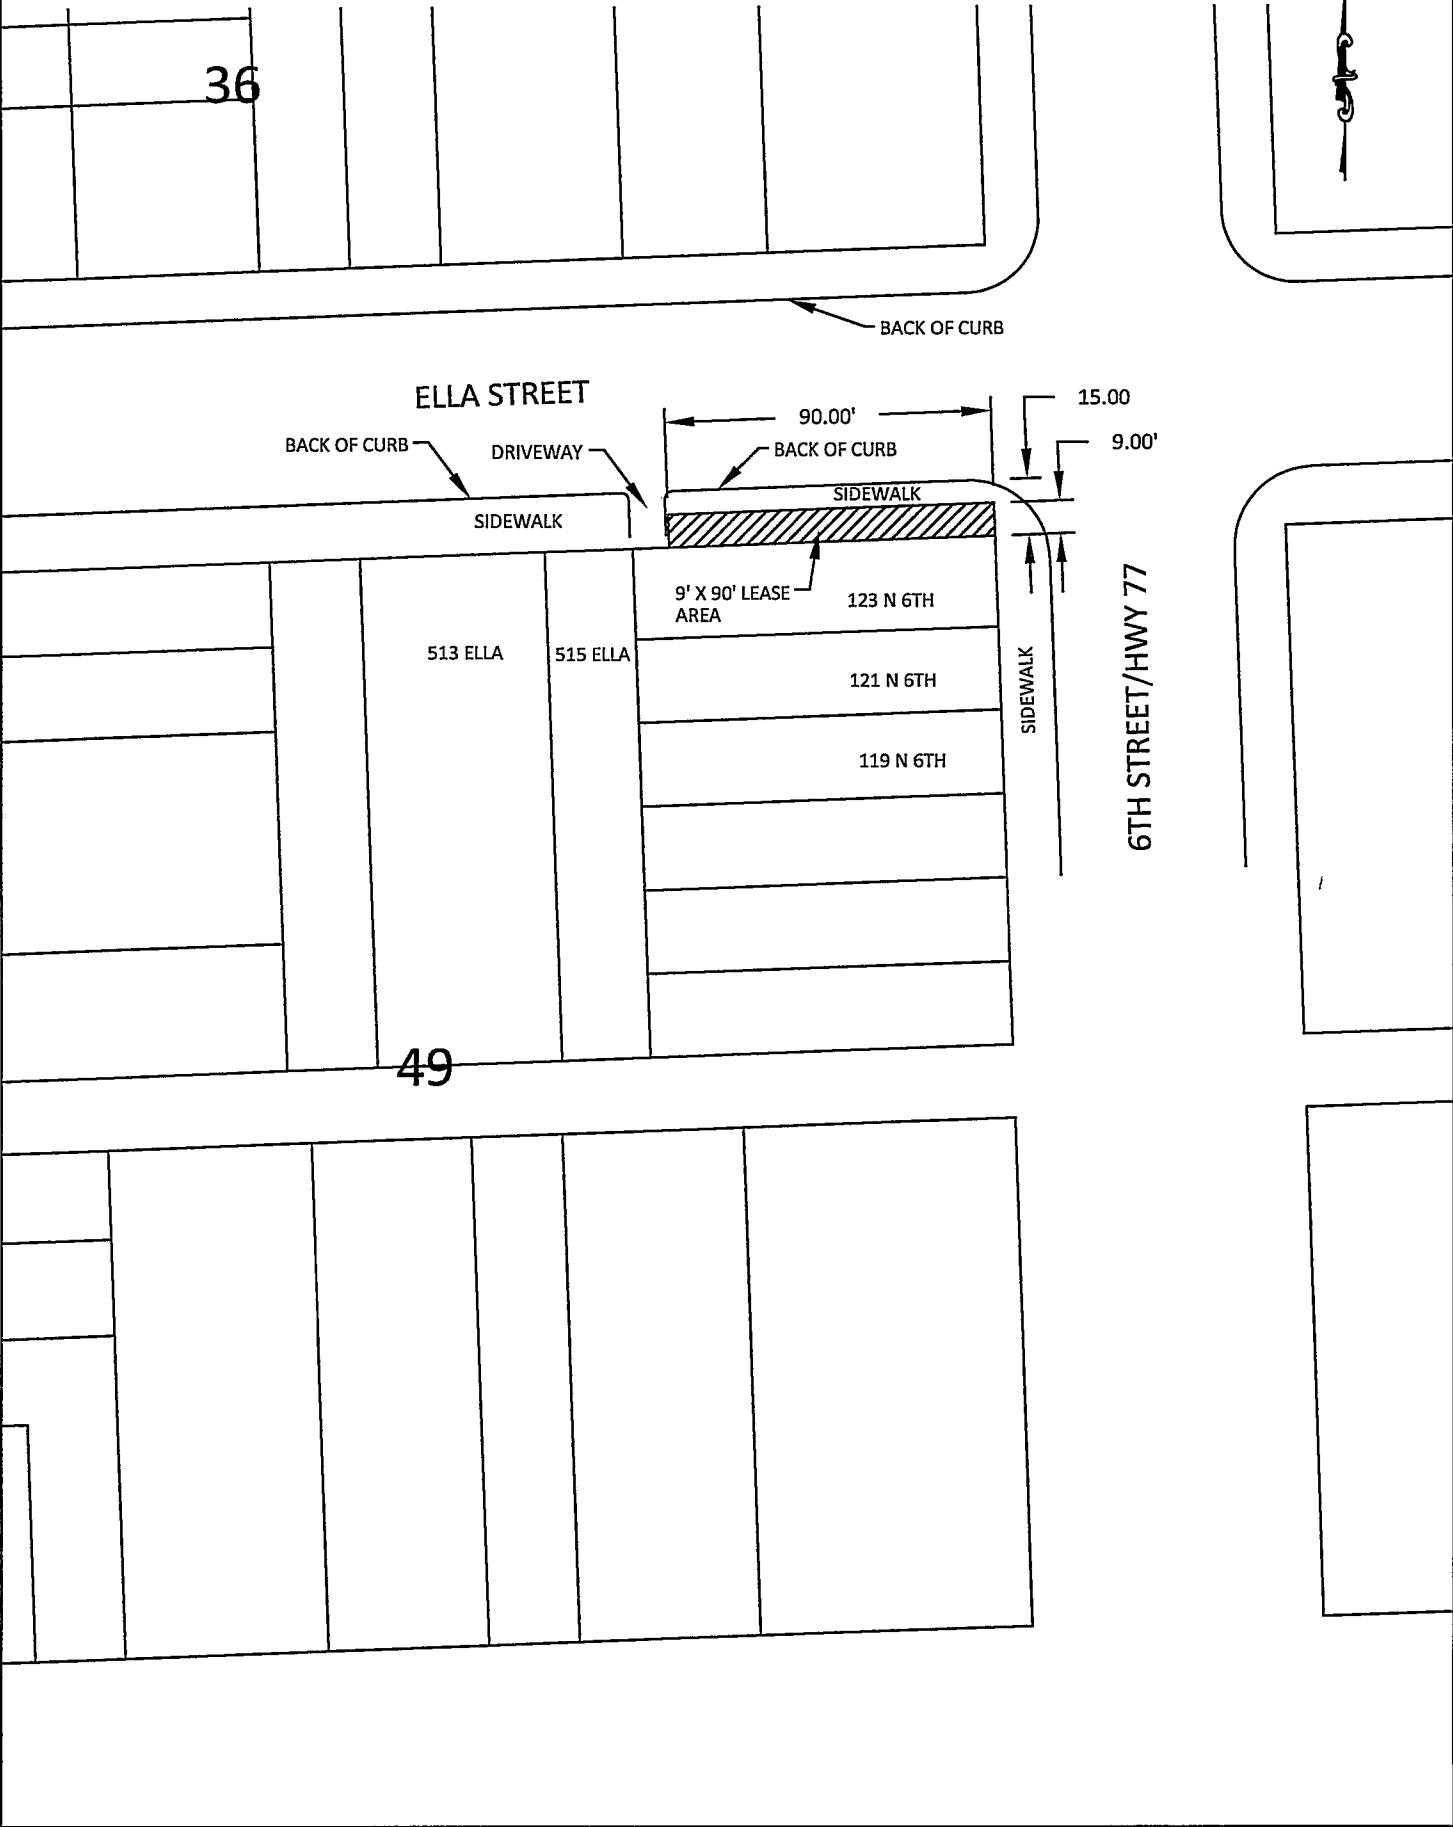 36
BACK OF CURB
ELLA STREET
15.00
90.00'
9.00'
BACK OF CURB
DRIVEWAY
BACK OF CURB
SIDEWALK
SIDEWALK
9' X 90' LEASE
AREA
123 N 6TH
513 ELLA
515 ELLA
121 N 6TH
SIDEWALK
6TH STREET/HWY 77
119 N 6TH
49